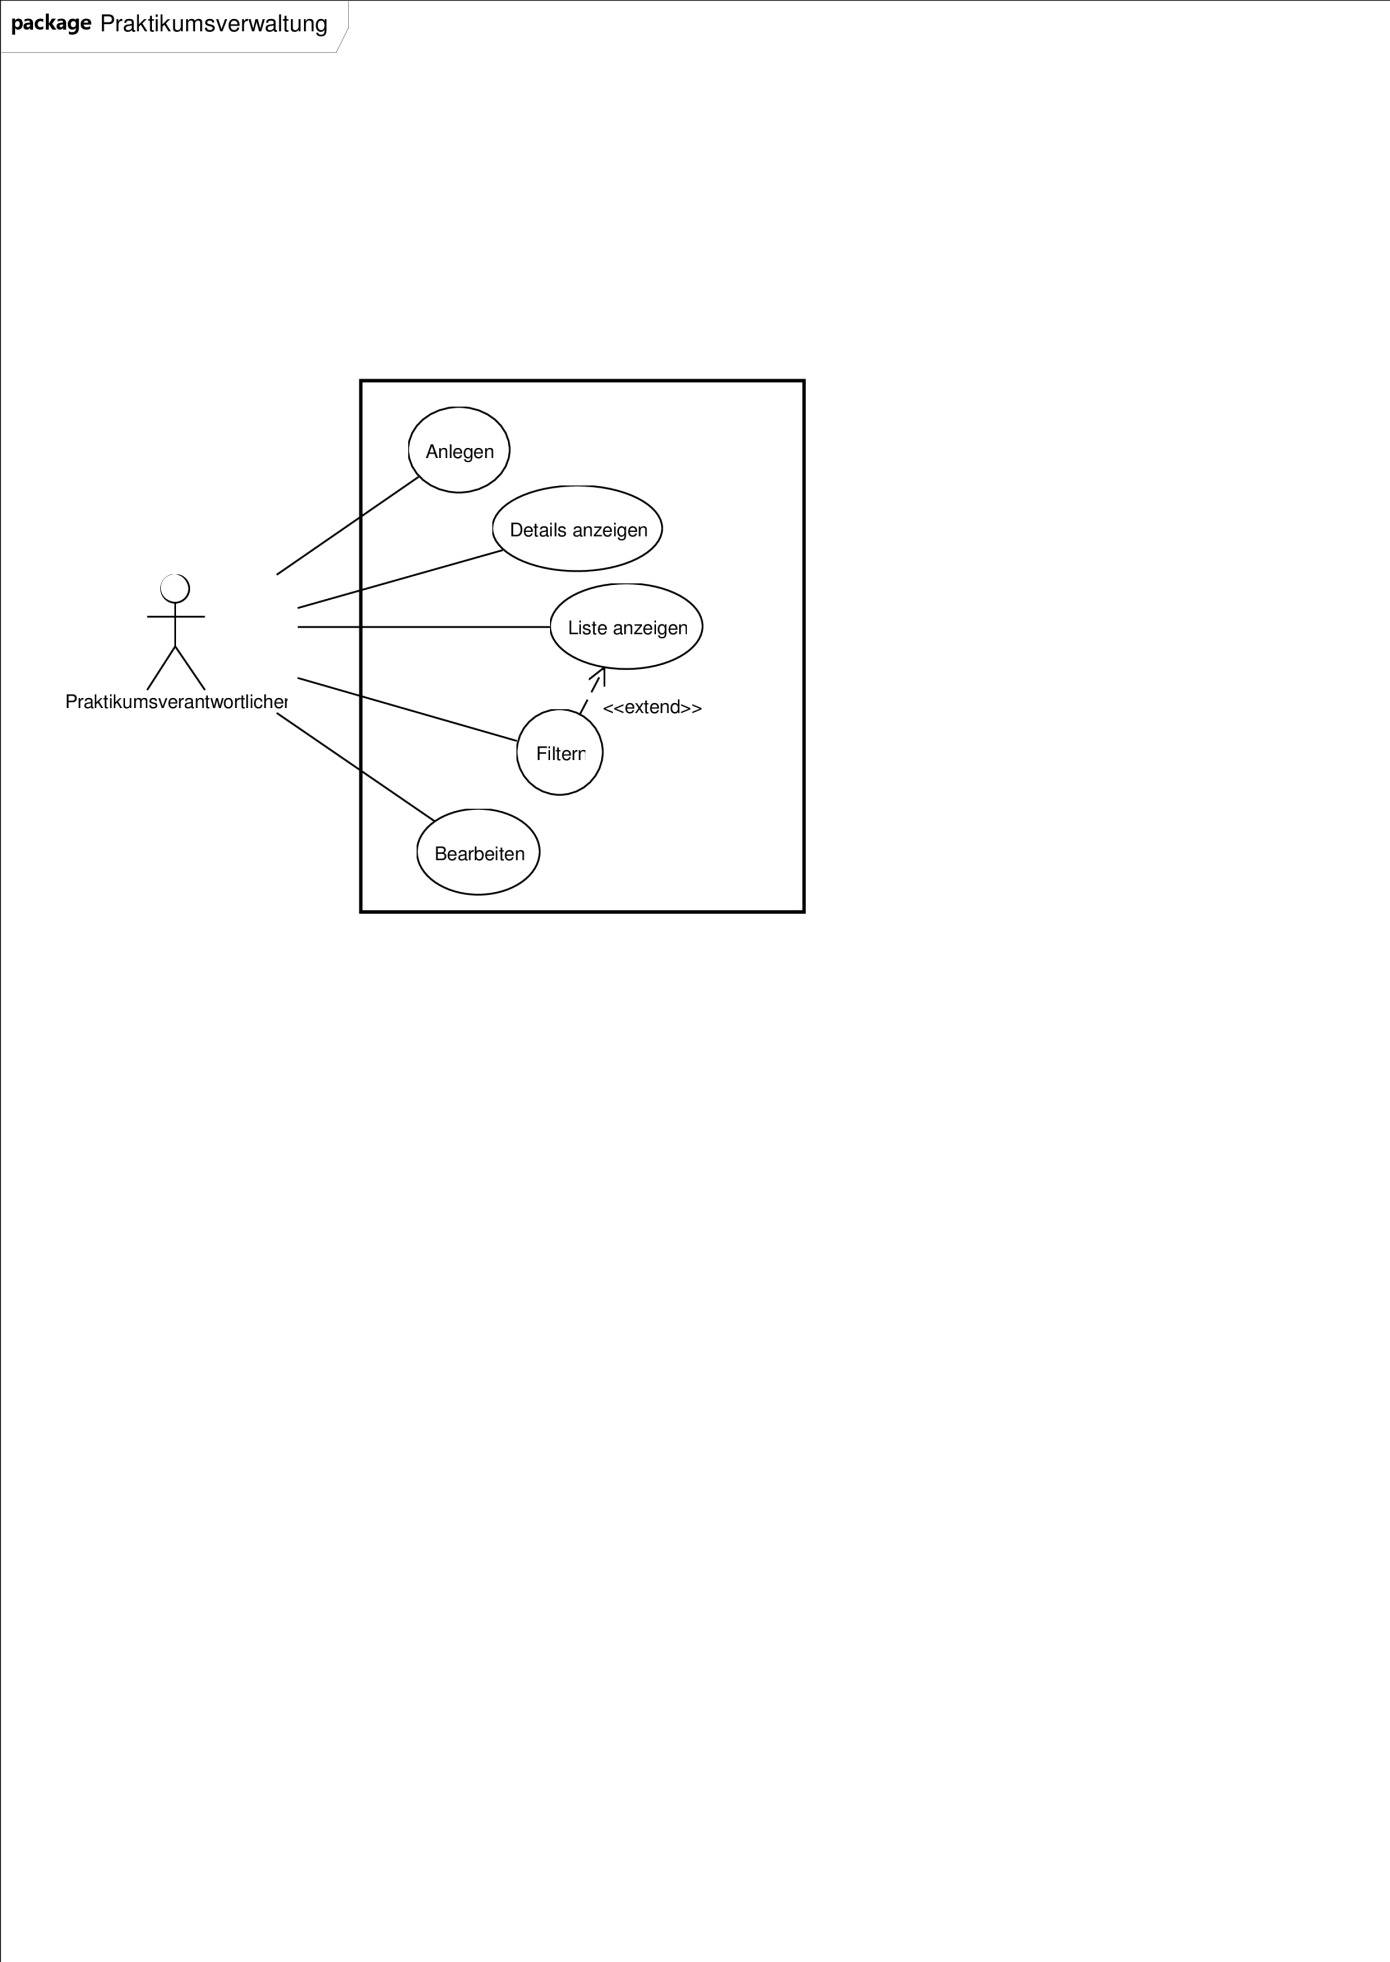 package Praktikumsverwaltung
Anlegen
Details anzeigen
Liste anzeigen
Praktikumsverantwortlicher
<<extend>>
Filtern
Bearbeiten